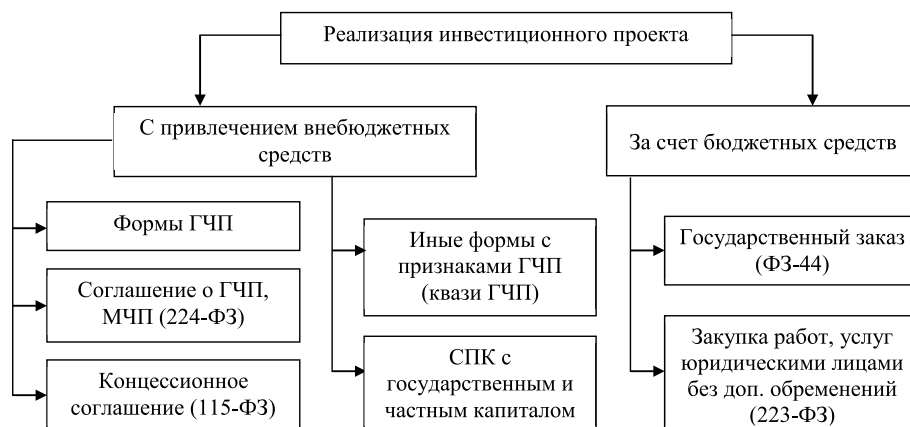 Реализация инвестиционного проекта
С привлечением внебюджетных
средств
За счет бюджетных средств
Формы ГЧП
Соглашение о ГЧП,
МЧП (224-ФЗ)
Концессионное
соглашение (115-ФЗ)
Иные формы с
признаками ГЧП
(квази ГЧП)
СПК с
государственным и
частным капиталом
Государственный заказ
(ФЗ-44)
Закупка работ, услуг
юридическими лицами
без доп. обременений
(223-ФЗ)